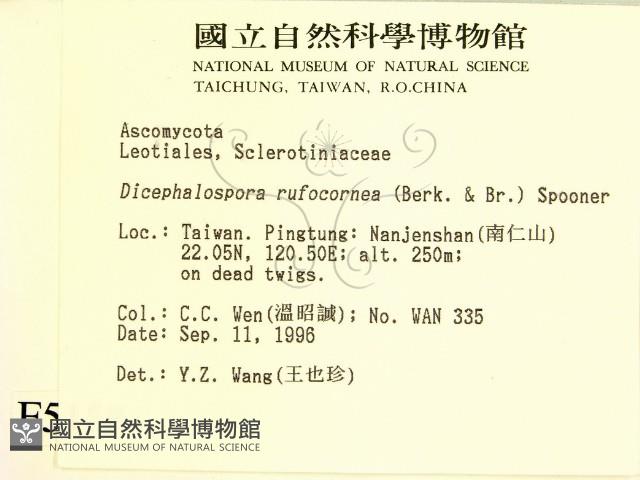 國立自然科學博物館
NATIONAL MUSEUM OF NATURAL SCIENCE
TAICHUNG, TAIWAN, R.O.CHINA
Ascomycota
Leotiales, Sclerotiniaceae
Dicephalospora rufocornea (Berk. & Br.) Spooner
Loc.: Taiwan. Pingtung: Nanjenshan(南仁山)
22.05N, 120.50E; alt. 250m;
on dead twigs.
Col.: C.C. Wen(溫昭誠); No. WAN 335
Date: Sep. 11, 1996
Det.: Y.Z. Wang(王也珍)
國立自然科學博物館
NATIONAL MUSEUM OF NATURAL SCIENCE